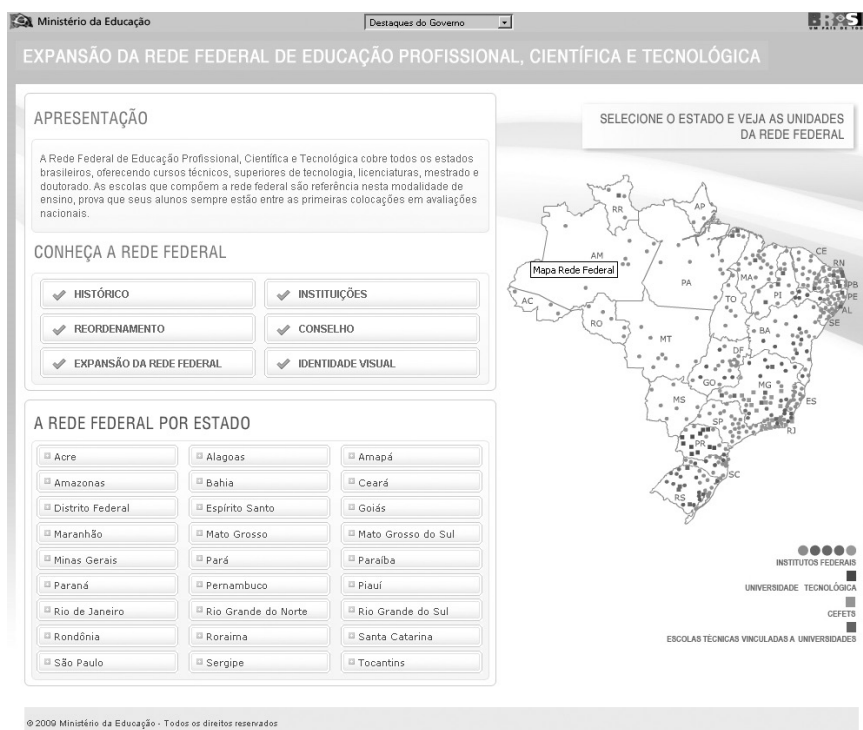 Ministério da Educação
Destaques do Governo
BRASIL
EXPANSÃO DA REDE FEDERAL DE EDUCAÇÃO PROFISSIONAL, CIENTÍFICA E TECNOLÓGICA
APRESENTAÇÃO
A Rede Federal de Educação Profissional, Científica e Tecnológica cobre todos os estados
brasileiros, oferecendo cursos técnicos, superiores de tecnologia, licenciaturas, mestrado e
doutorado. As escolas que compõem a rede federal são referência nesta modalidade de
ensino, prova que seus alunos sempre estão entre as primeiras colocações em avaliações
nacionais.
CONHEÇA A REDE FEDERAL
HISTÓRICO
INSTITUIÇÕES
REORDENAMENTO
CONSELHO
EXPANSÃO DA REDE FEDERAL
IDENTIDADE VISUAL
A REDE FEDERAL POR ESTADO
Acre
Alagoas
Amapá
Amazonas
Bahia
Ceará
Distrito Federal
Espírito Santo
Goiás
Maranhão
Mato Grosso
Mato Grosso do Sul
Minas Gerais
Pará
Paraíba
Paraná
Pernambuco
Piauí
Rio de Janeiro
Rio Grande do Norte
Rio Grande do Sul
Rondônia
Roraima
Santa Catarina
São Paulo
Sergipe
Tocantins
SELECIONE O ESTADO E VEJA AS UNIDADES
DA REDE FEDERAL
RR
AP
AM
Mapa Rede Federal
PA
MA
CE
RN
PB
PE
AL
SE
PI
TO
AC
RO
MT
BA
DF
GO
MG
ES
MS
SP
RJ
PR
SC
RS
INSTITUTOS FEDERAIS
UNIVERSIDADE TECNOLÓGICA
CEFETS
ESCOLAS TÉCNICAS VINCULADAS A UNIVERSIDADES
© 2009 Ministério da Educação - Todos os direitos reservados